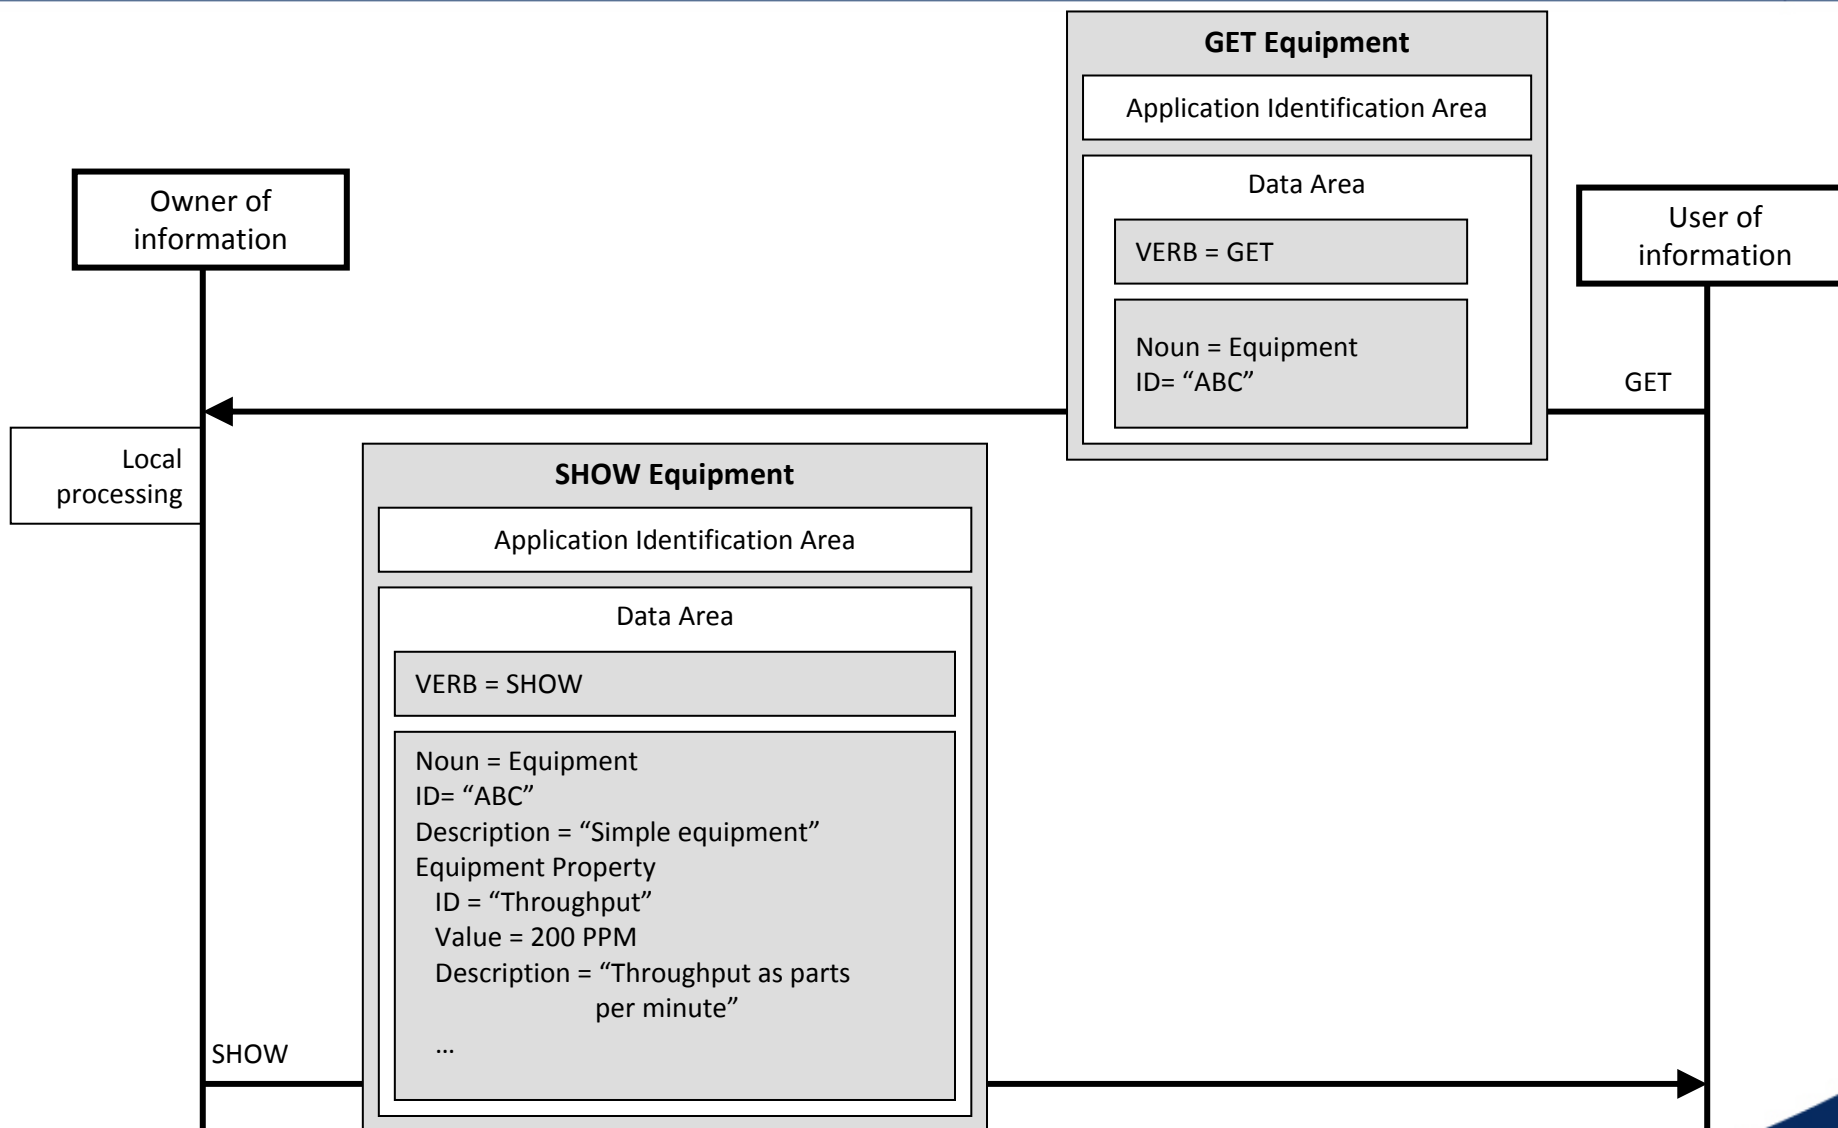 GET Equipment
Application Identification Area
Data Area
VERB = GET
Noun = Equipment
ID= “ABC”
Owner of
information
User of
information
GET
Local
processing
SHOW Equipment
Application Identification Area
Data Area
VERB = SHOW
Noun = Equipment
ID= “ABC”
Description = “Simple equipment”
Equipment Property
ID = “Throughput”
Value = 200 PPM
Description = “Throughput as parts
per minute”
...
SHOW